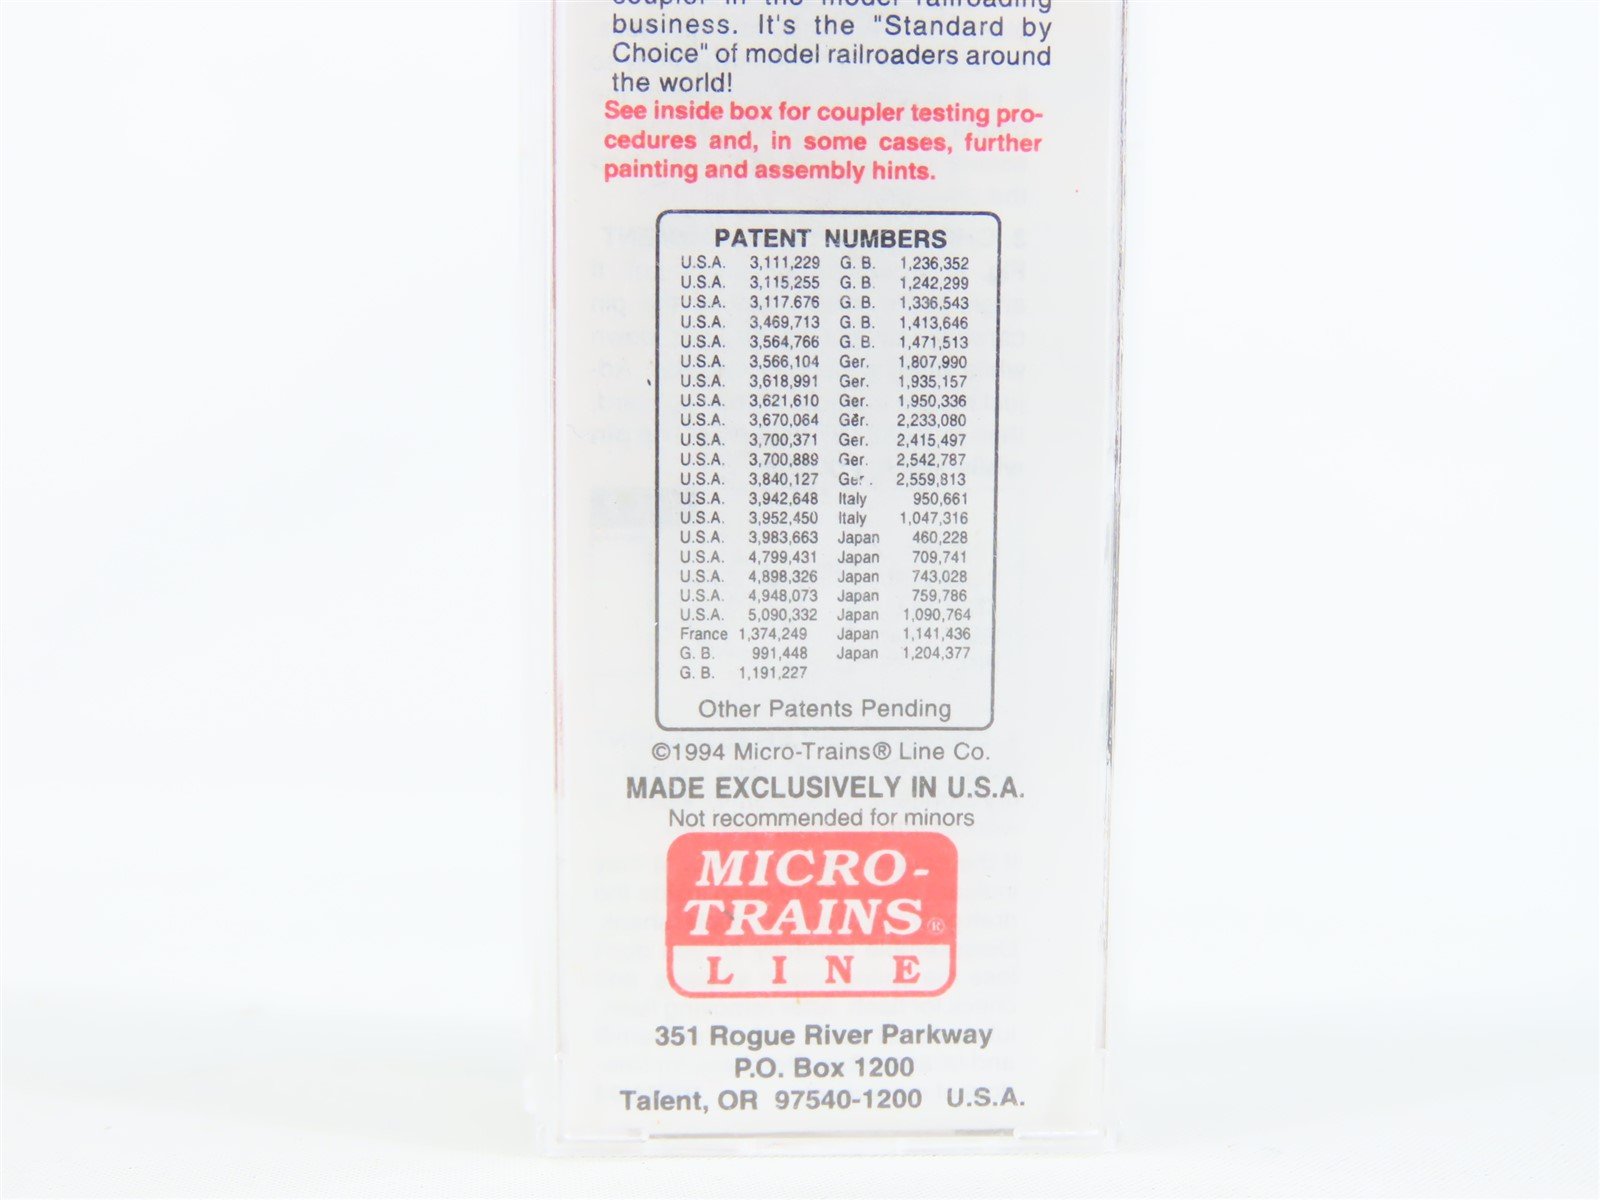 coupler in the model railroading
business. It's the "Standard by
Choice" of model railroaders around
the world!
See inside box for coupler testing pro-
cedures and, in some cases, further
painting and assembly hints.
PATENT NUMBERS
U.S.A. 3,111,229 G. B. 1,236,352
U.S.A. 3,115,255 G. B. 1,242,299
U.S.A. 3,117.676 G. B. 1,336,543
U.S.A. 3,469,713 G. B. 1,413,646
U.S.A. 3,564,766 G. B. 1,471,513
U.S.A. 3,566,104 Ger. 1,807,990
U.S.A. 3,618,991 Ger. 1,935,157
U.S.A. 3,621,610 Ger. 1,950,336
U.S.A. 3,670,064 Ger. 2,233,080
U.S.A. 3,700,371 Ger. 2,415,497
U.S.A. 3,700,889 Ger. 2,542,787
U.S.A. 3,840,127 Ger. 2,559,813
U.S.A. 3,942,648 Italy 950,661
U.S.A. 3,952,450 Italy 1,047,316
U.S.A. 3,983,663 Japan 460,228
U.S.A. 4,799,431 Japan 709,741
U.S.A. 4,898,326 Japan 743,028
U.S.A. 4,948,073 Japan 759,786
U.S.A. 5,090,332 Japan 1,090,764
France 1,374,249 Japan 1,141,436
G. B. 991,448 Japan 1,204,377
G. B. 1,191,227
Other Patents Pending
©1994 Micro-Trains® Line Co.
MADE EXCLUSIVELY IN U.S.A.
Not recommended for minors
MICRO-
TRAINS®
LINE
351 Rogue River Parkway
P.O. Box 1200
Talent, OR 97540-1200 U.S.A.